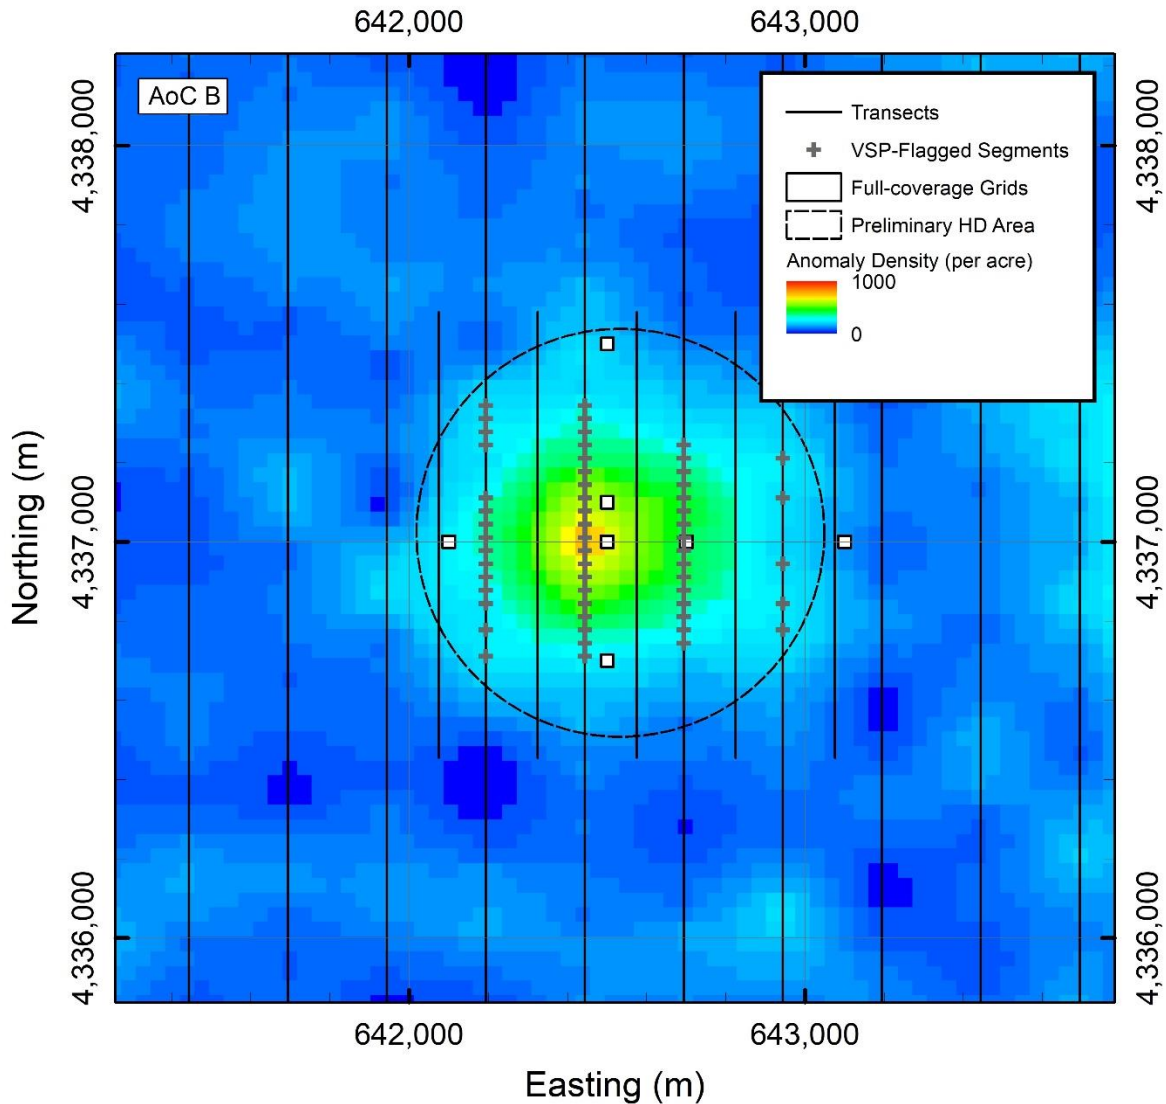 642,000
643,000
AoC B
Transects
VSP-Flagged Segments
Full-coverage Grids
Preliminary HD Area
Anomaly Density (per acre)
1000
0
4,338,000
4,338,000
4,337,000
4,337,000
4,336,000
4,336,000
Northing (m)
642,000
643,000
Easting (m)